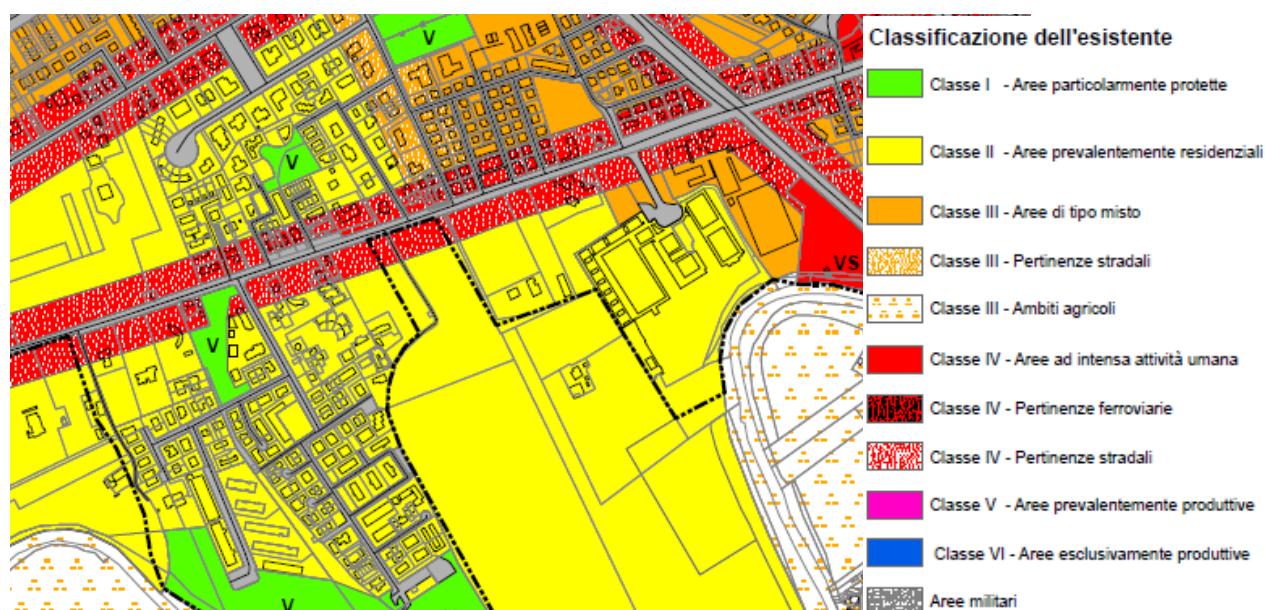 V
V
V
V
VS
Classificazione dell'esistente
Classe I - Aree particolarmente protette
Classe II - Aree prevalentemente residenziali
Classe III - Aree di tipo misto
Classe III - Pertinenze stradali
Classe III - Ambiti agricoli
Classe IV - Aree ad intensa attività umana
Classe IV - Pertinenze ferroviarie
Classe IV - Pertinenze stradali
Classe V - Aree prevalentemente produttive
Classe VI - Aree esclusivamente produttive
Aree militari